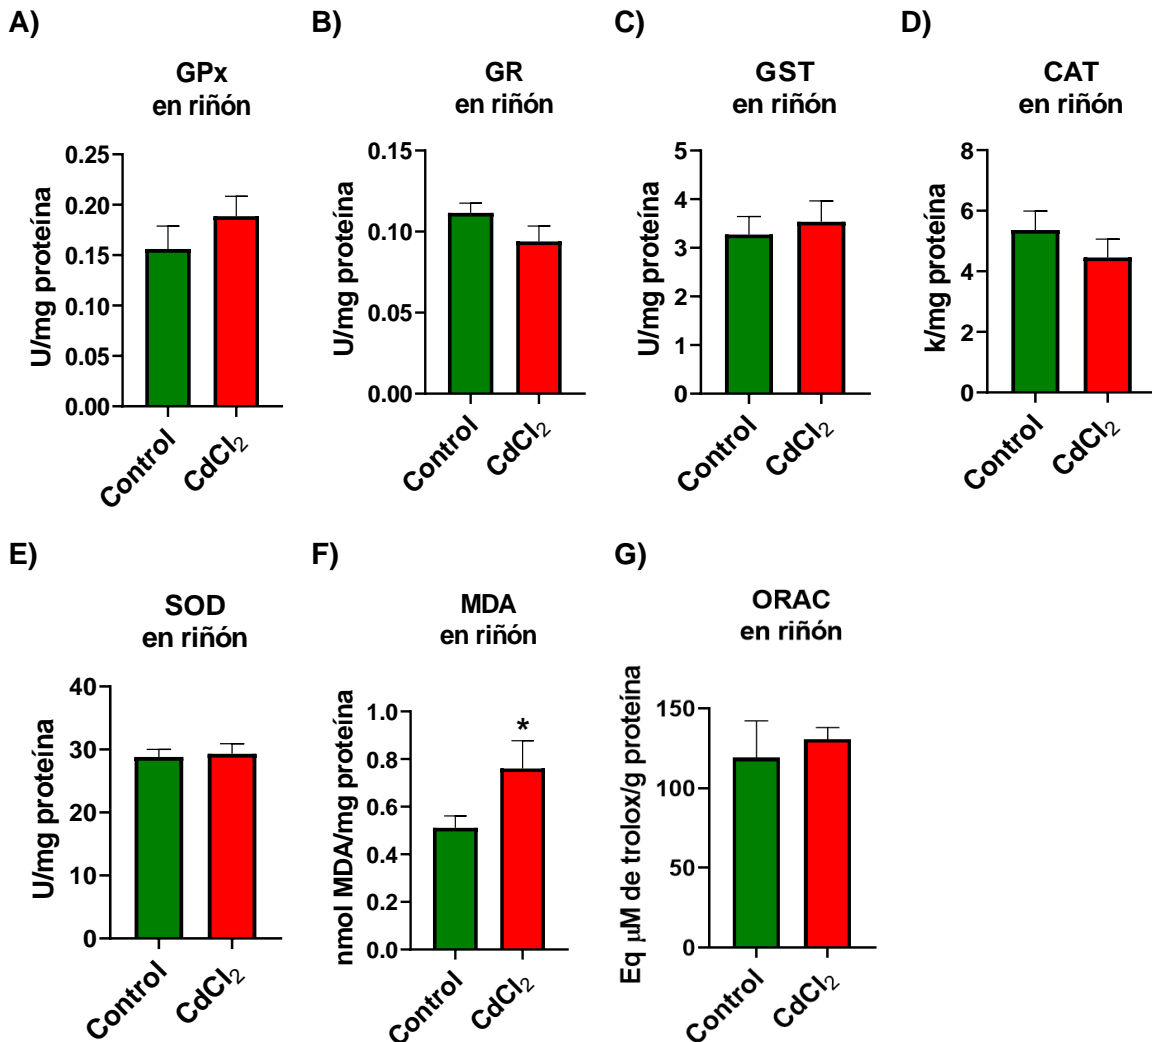 A)
GPx
en riñón
U/mg proteína
0.25
0.20
0.15
0.10
0.05
0.00
Control
CdCl₂
B)
GR
en riñón
U/mg proteína
0.15
0.10
0.05
0.00
Control
CdCl₂
C)
GST
en riñón
U/mg proteína
5
4
3
2
1
0
Control
CdCl₂
D)
CAT
en riñón
k/mg proteína
8
6
4
2
0
Control
CdCl₂
E)
SOD
en riñón
U/mg proteína
40
30
20
10
0
Control
CdCl₂
F)
MDA
en riñón
nmol MDA/mg proteína
1.0
0.8
0.6
0.4
0.2
0.0
*
Control
CdCl₂
G)
ORAC
en riñón
Eq µM de trolox/g proteína
150
100
50
0
Control
CdCl₂